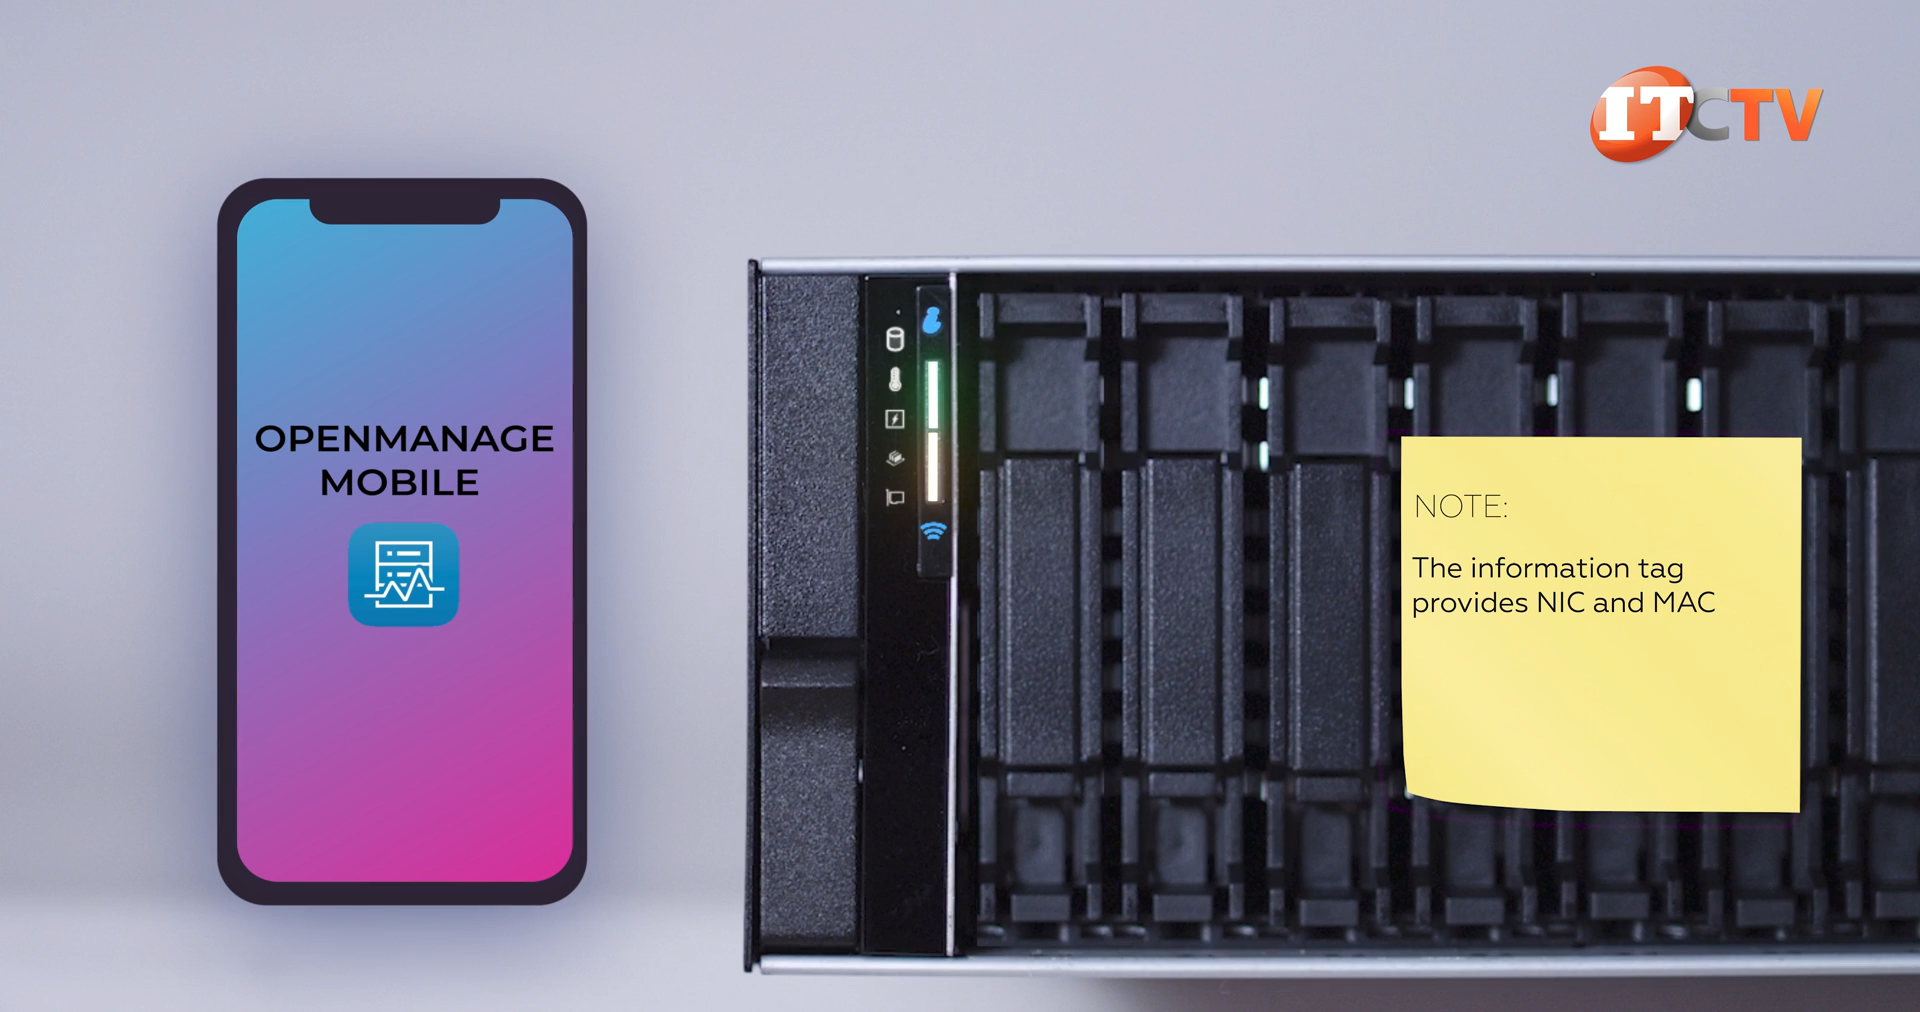 ITCTV
OPENMANAGE
MOBILE
NOTE:
The information tag
provides NIC and MAC